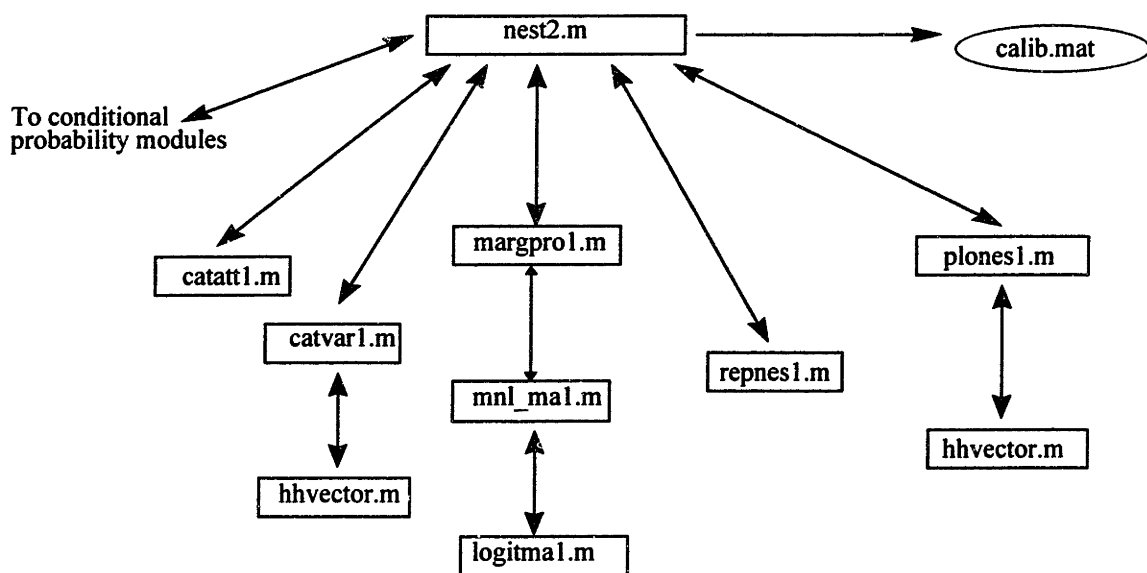 nest2.m
calib.mat
To conditional
probability modules
margpro1.m
plones1.m
catatt1.m
catvar1.m
repnes1.m
mnl_ma1.m
hhvector.m
hhvector.m
logitma1.m